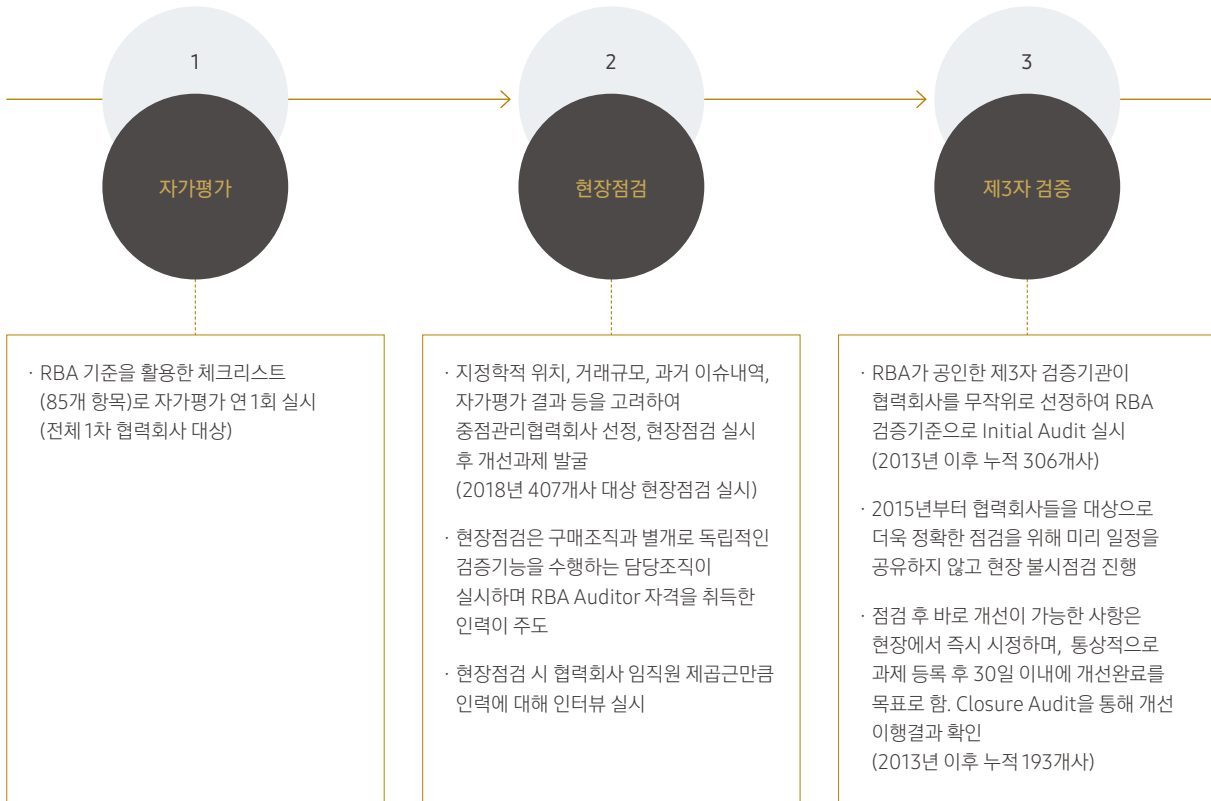 1
자가평가
· RBA 기준을 활용한 체크리스트
(85개 항목)로 자가평가 연 1회 실시
(전체 1차 협력회사 대상)
2
현장점검
· 지정학적 위치, 거래규모, 과거 이슈내역,
자가평가 결과 등을 고려하여
중점관리협력회사 선정, 현장점검 실시
후 개선과제 발굴
(2018년 407개사 대상 현장점검 실시)
· 현장점검은 구매조직과 별개로 독립적인
검증기능을 수행하는 담당조직이
실시하며 RBA Auditor 자격을 취득한
인력이 주도
· 현장점검 시 협력회사 임직원 제곱근만큼
인력에 대해 인터뷰 실시
3
제3자 검증
· RBA가 공인한 제3자 검증기관이
협력회사를 무작위로 선정하여 RBA
검증기준으로 Initial Audit 실시
(2013년 이후 누적 306개사)
· 2015년부터 협력회사들을 대상으로
더욱 정확한 점검을 위해 미리 일정을
공유하지 않고 현장 불시점검 진행
· 점검 후 바로 개선이 가능한 사항은
현장에서 즉시 시정하며, 통상적으로
과제 등록 후 30일 이내에 개선완료를
목표로 함. Closure Audit을 통해 개선
이행결과 확인
(2013년 이후 누적 193개사)